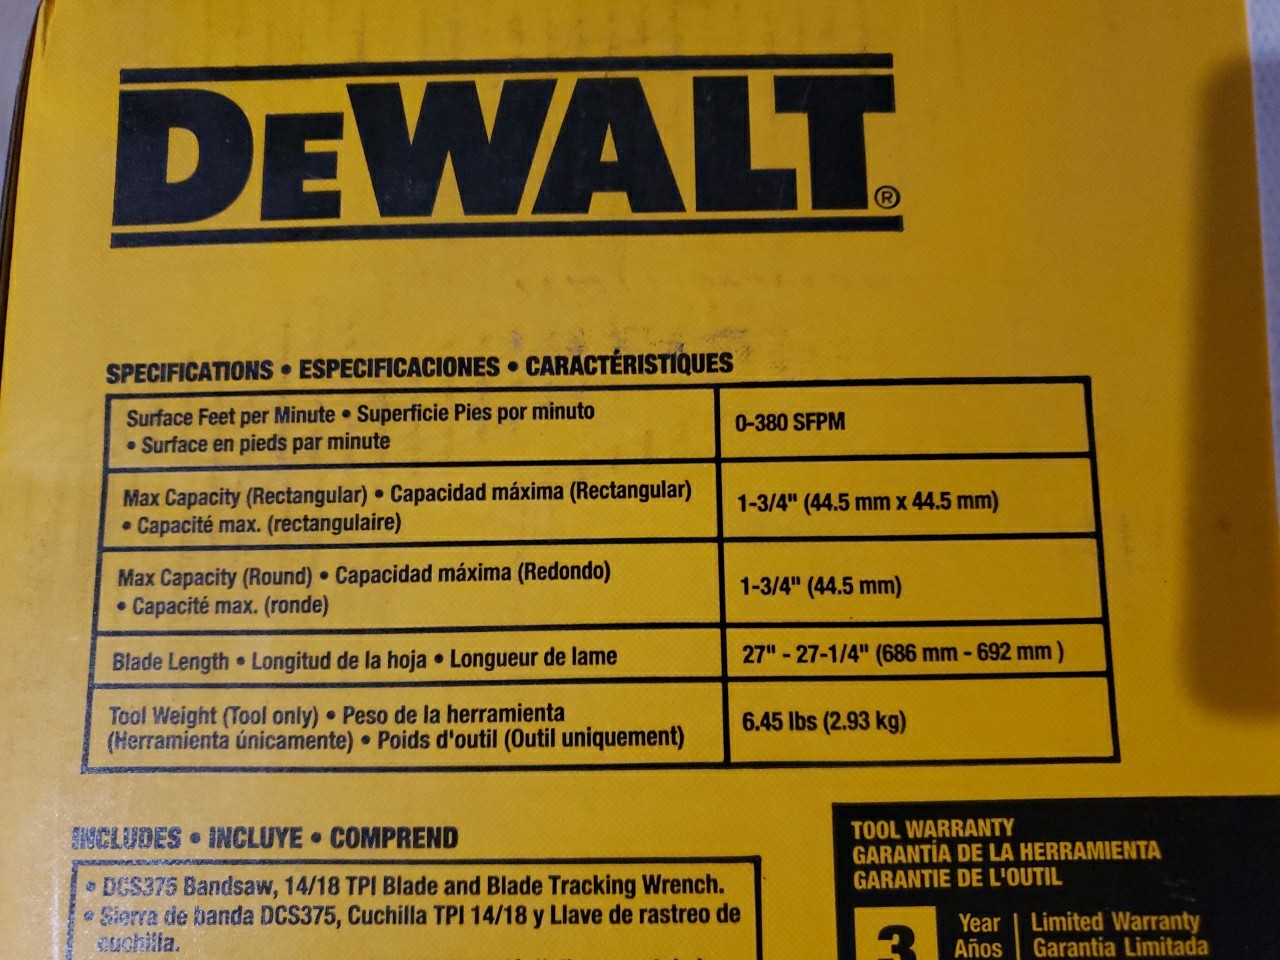 DEWALT®
SPECIFICATIONS • ESPECIFICACIONES • CARACTÉRISTIQUES
Surface Feet per Minute • Superficie Pies por minuto
• Surface en pieds par minute
0-380 SFPM
Max Capacity (Rectangular) • Capacidad máxima (Rectangular)
• Capacité max. (rectangulaire)
1-3/4" (44.5 mm x 44.5 mm)
Max Capacity (Round) • Capacidad máxima (Redondo)
• Capacité max. (ronde)
1-3/4" (44.5 mm)
Blade Length • Longitud de la hoja • Longueur de lame
27" - 27-1/4" (686 mm - 692 mm )
Tool Weight (Tool only) • Peso de la herramienta
(Herramienta únicamente) • Poids d'outil (Outil uniquement)
6.45 lbs (2.93 kg)
INCLUDES • INCLUYE • COMPREND
• DCS375 Bandsaw, 14/18 TPI Blade and Blade Tracking Wrench.
• Sierra de banda DCS375, Cuchilla TPI 14/18 y Llave de rastreo de
cuchilla.
TOOL WARRANTY
GARANTÍA DE LA HERRAMIENTA
GARANTIE DE L'OUTIL
3
Year
Años
Limited Warranty
Garantia Limitada